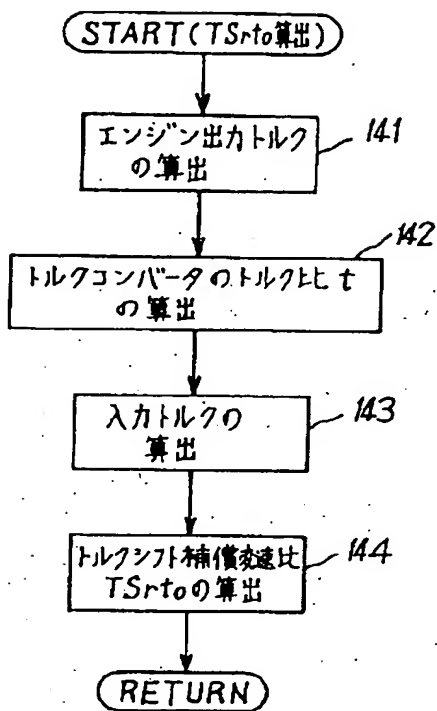 START(TSrto算出)
エンジン出力トルク
の算出
141
トルクコンバータのトルク比t
の算出
142
入力トルクの
算出
143
トルクシフト補償変速比
TSrtoの算出
144
RETURN